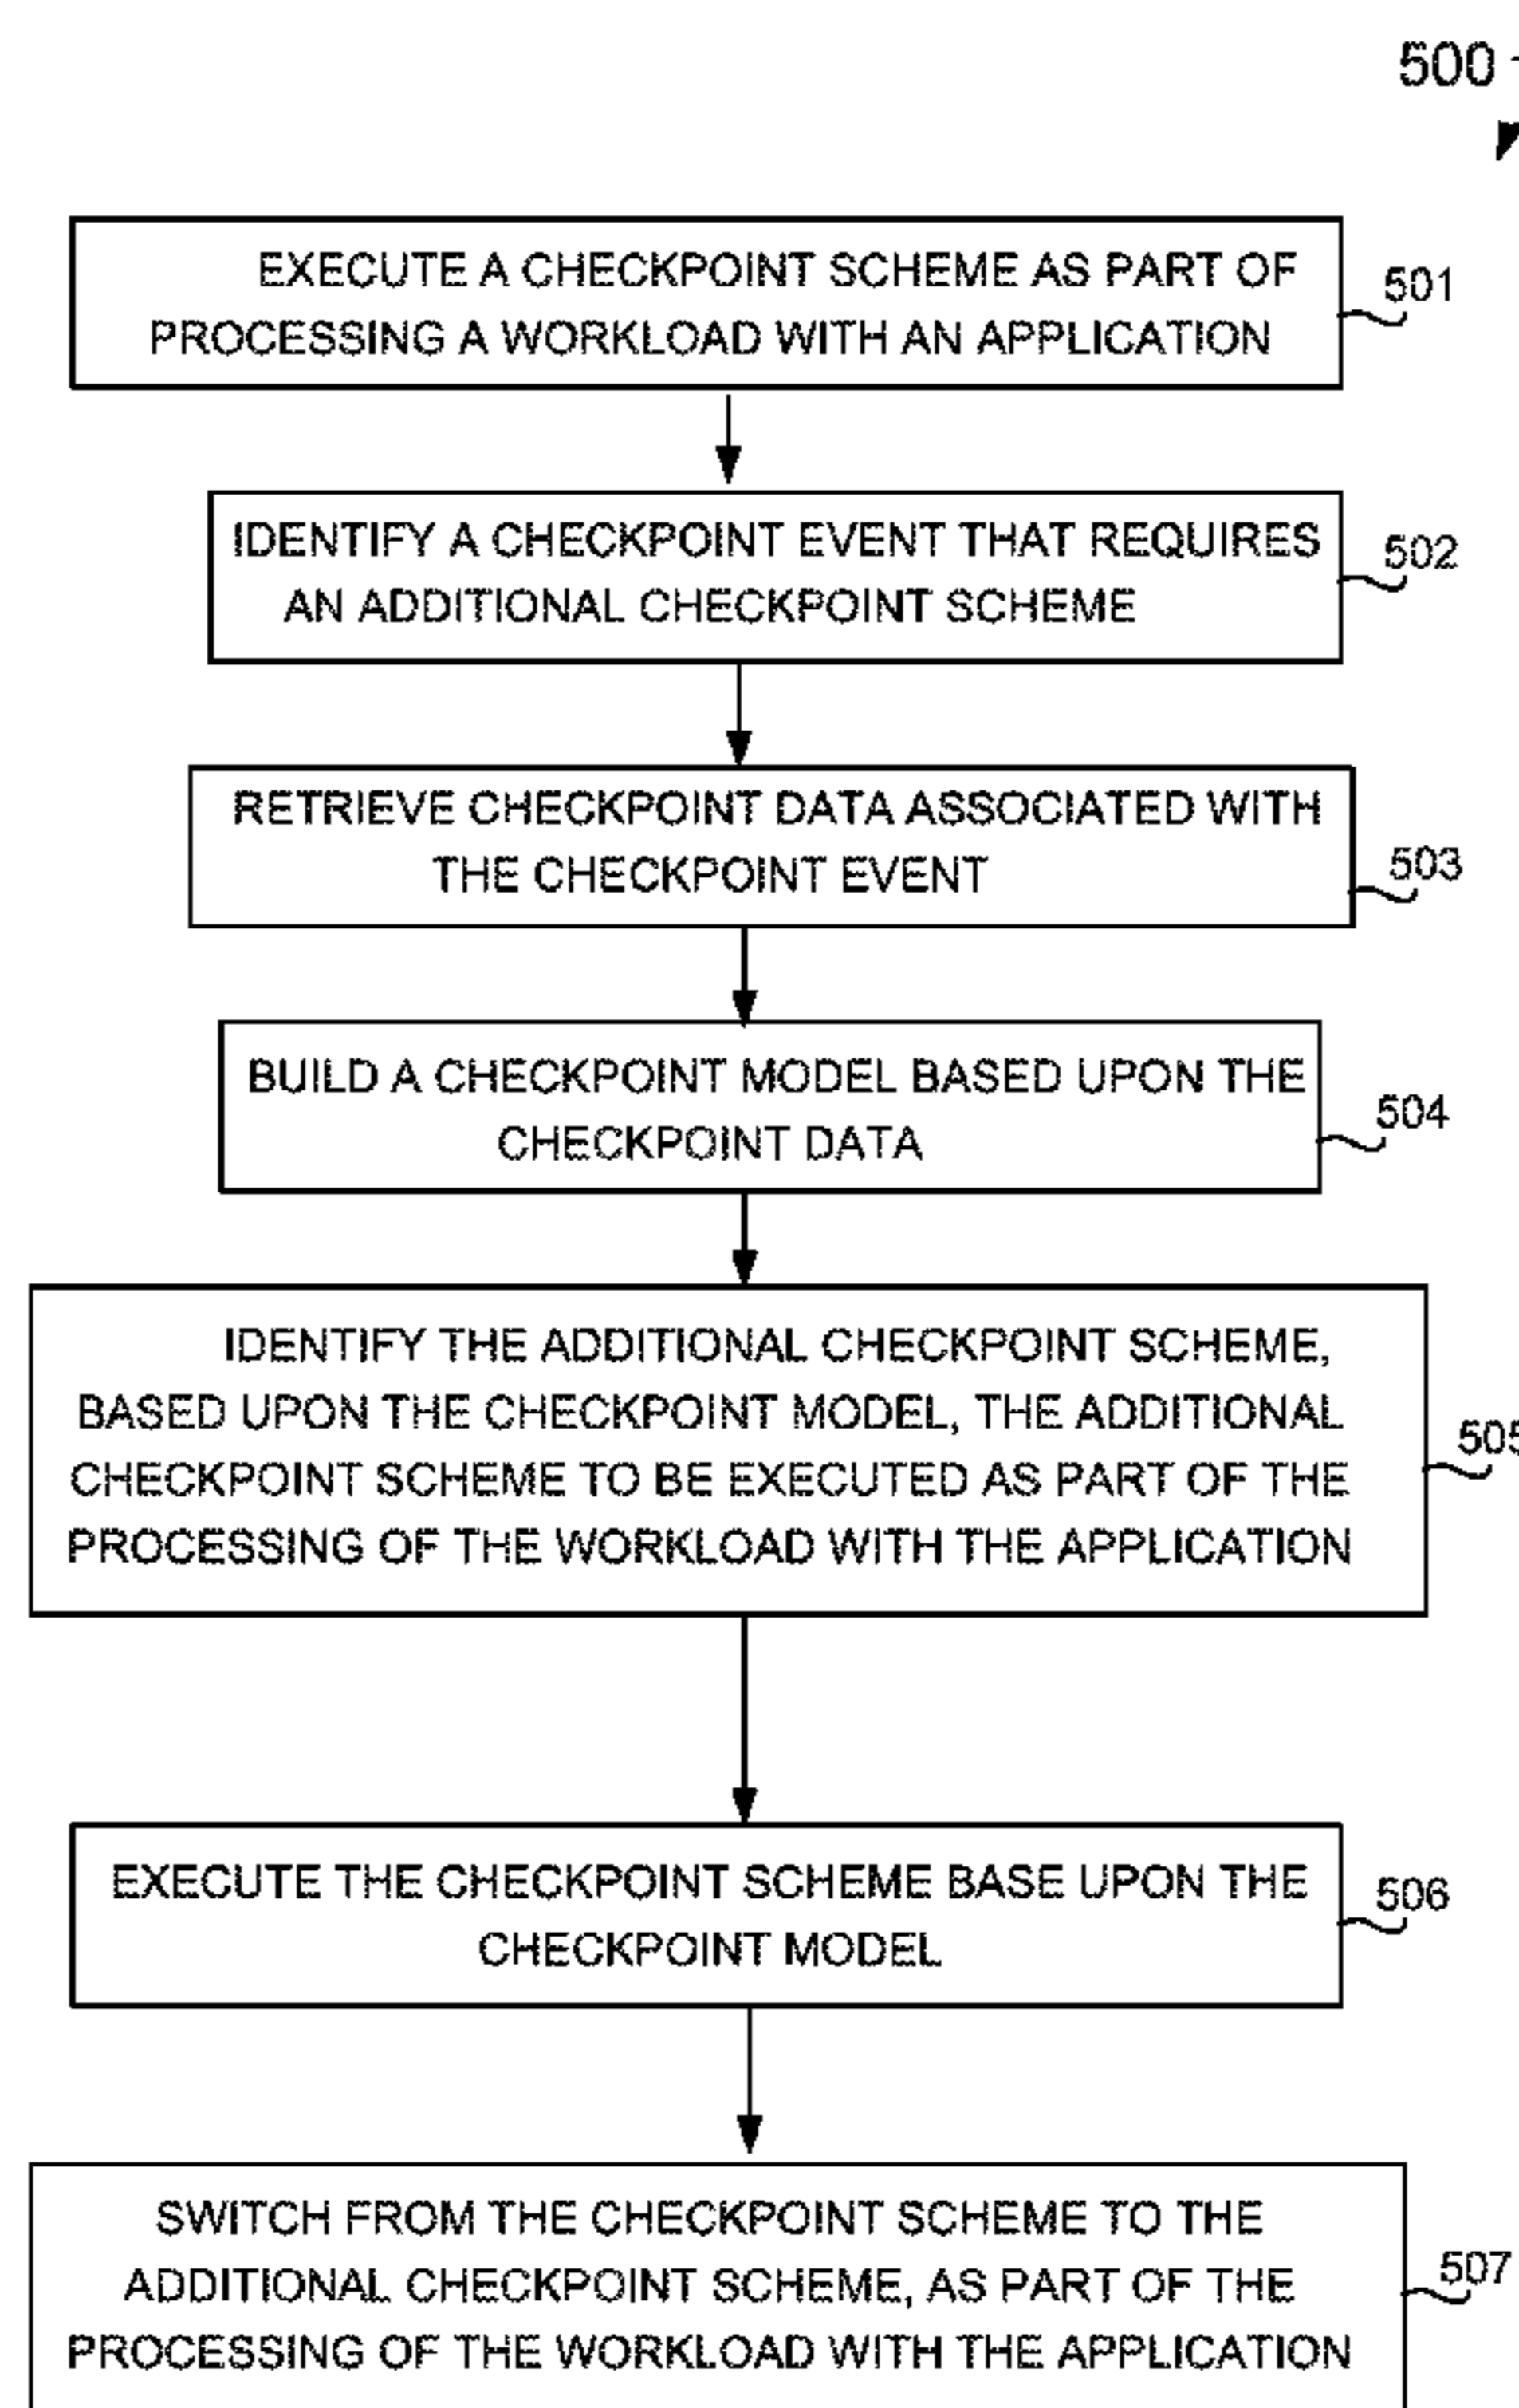 500
EXECUTE A CHECKPOINT SCHEME AS PART OF
PROCESSING A WORKLOAD WITH AN APPLICATION
501
IDENTIFY A CHECKPOINT EVENT THAT REQUIRES
AN ADDITIONAL CHECKPOINT SCHEME
502
RETRIEVE CHECKPOINT DATA ASSOCIATED WITH
THE CHECKPOINT EVENT
503
BUILD A CHECKPOINT MODEL BASED UPON THE
CHECKPOINT DATA
504
IDENTIFY THE ADDITIONAL CHECKPOINT SCHEME,
BASED UPON THE CHECKPOINT MODEL, THE ADDITIONAL
CHECKPOINT SCHEME TO BE EXECUTED AS PART OF THE
PROCESSING OF THE WORKLOAD WITH THE APPLICATION
505
EXECUTE THE CHECKPOINT SCHEME BASE UPON THE
CHECKPOINT MODEL
506
SWITCH FROM THE CHECKPOINT SCHEME TO THE
ADDITIONAL CHECKPOINT SCHEME, AS PART OF THE
PROCESSING OF THE WORKLOAD WITH THE APPLICATION
507